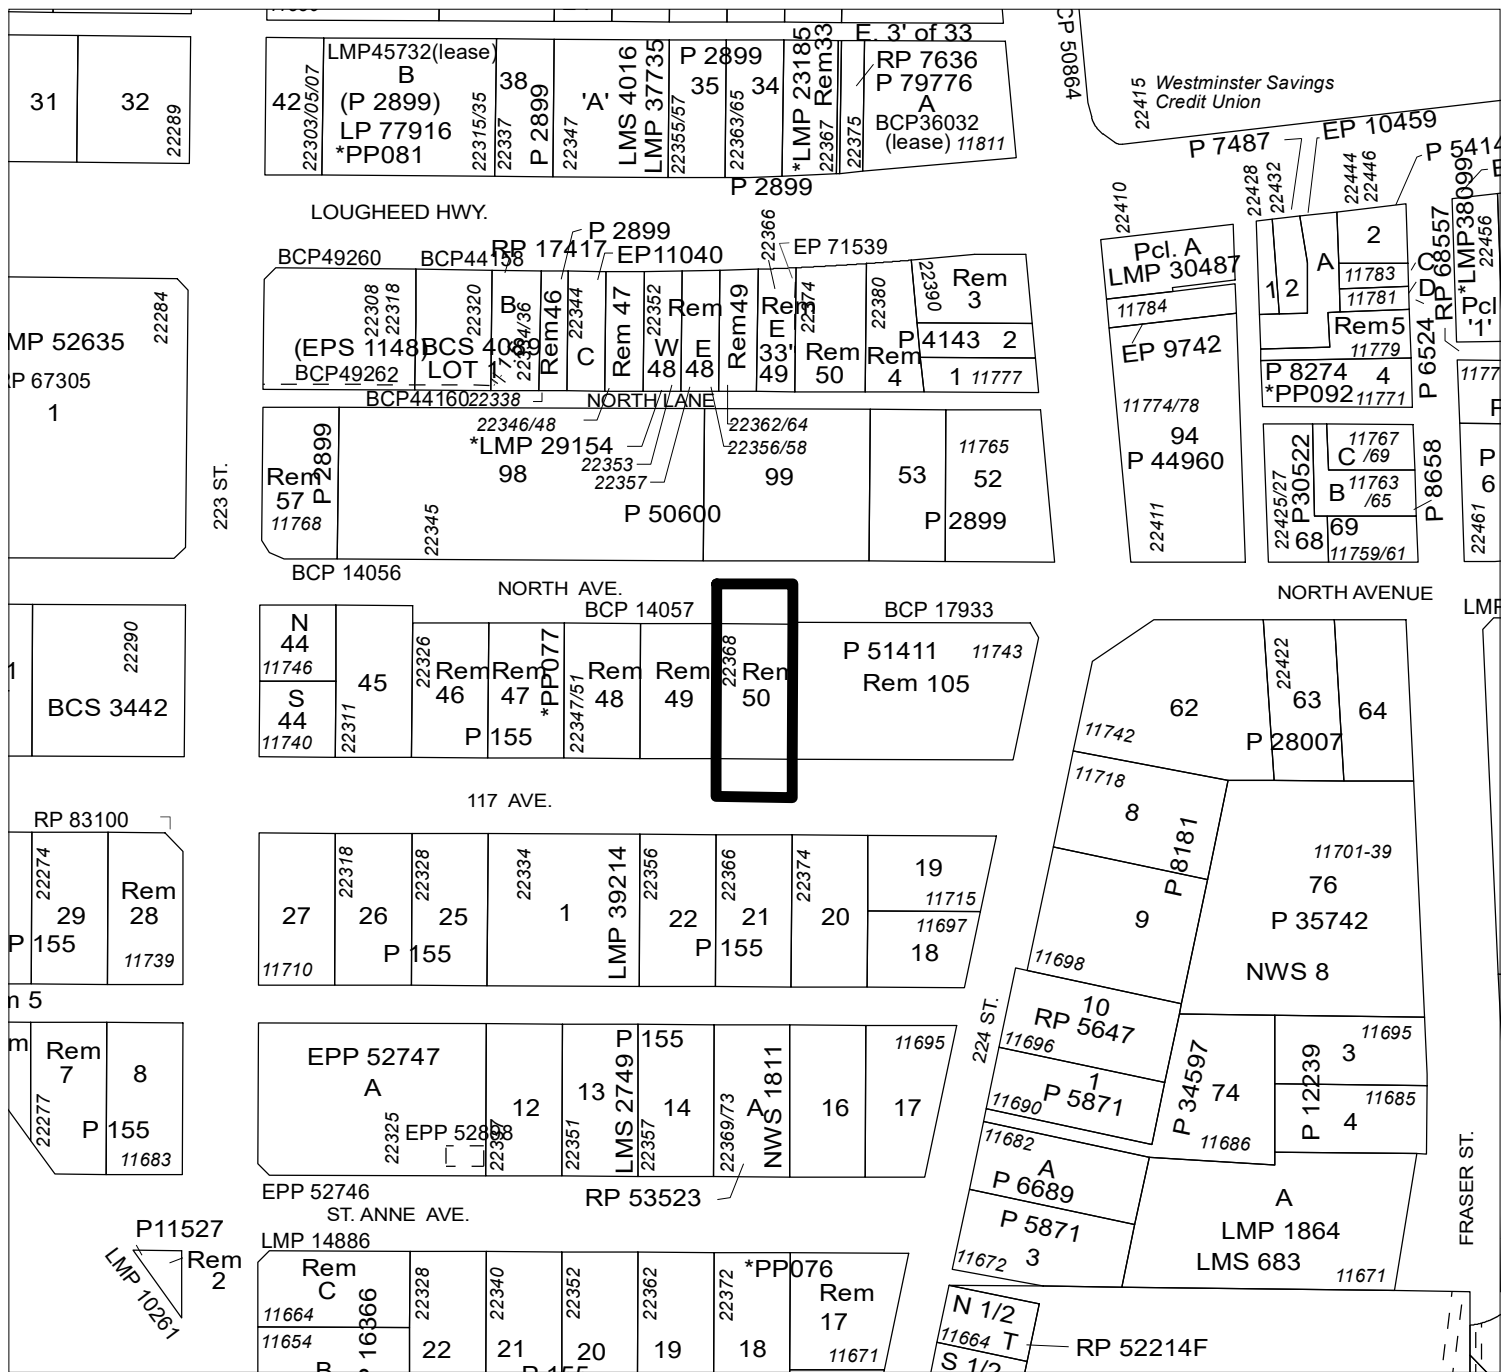 31
32
22289
42
22303/05/07
LMP45732(lease)
B
(P 2899)
LP 77916
*PP081
22315/35
38
22337
P 2899
22347
'A'
LMS 4016
LMP 37735
P 2899
35
22355/57
34
22363/65
*LMP 23185
22367
Rem33
22375
E. 3' of 33
RP 7636
P 79776
A
BCP36032
(lease) 11811
P 2899
CP 50864
22415
Westminster Savings
Credit Union
EP 10459
P 7487
22428
22432
22444
22446
P 5414
LOUGHEED HWY.
BCP49260
BCP44158
RP 17417
P 2899
EP11040
22366
EP 71539
22410
Pcl. A
LMP 30487
11784
EP 9742
1
2
A
2
11783
11781
C
D
Rem5
11779
P 8274
4
*PP092
11771
P 6524
RP 68557
*LMP38099
22456
Pcl
'1'
22284
MP 52635
RP 67305
1
22308
22318
(EPS 1148)
BCP49262
22320
BCS 4089
LOT 1
B
22334/36
Rem46
22344
C
Rem 47
22352
Rem
W
48
E
48
Rem49
Rem
E
33'
49
22374
Rem
50
22380
Rem
4
22390
Rem
3
P 4143 2
1 11777
BCP44160
22338
NORTH LANE
22346/48
*LMP 29154
98
22353
22357
22362/64
22356/58
99
P 50600
22345
P 2899
Rem
57
11768
223 ST.
53
11765
52
P 2899
11774/78
94
P 44960
22411
22425/27
P30522
68
C
11767
/69
B
11763
/65
69
11759/61
P 8658
P
6
22461
BCP 14056
NORTH AVE.
BCP 14057
BCP 17933
NORTH AVENUE
22290
BCS 3442
N
44
11746
S
44
11740
45
22311
22326
Rem
46
Rem
47
P 155
*PP077
22347/51
Rem
48
Rem
49
22368
Rem
50
P 51411
11743
Rem 105
62
11742
22422
63
64
P 28007
117 AVE.
RP 83100
22274
29
P 155
Rem
28
11739
27
11710
22318
26
22328
25
P 155
22334
1
LMP 39214
22356
22
22366
21
P 155
22374
20
19
11715
11697
18
11718
8
P 8181
9
11698
11701-39
76
P 35742
NWS 8
Rem
7
22277
8
P 155
11683
EPP 52747
A
22325
EPP 52898
12
13
22351
LMS 2749
P 155
22357
14
22369/73
A
NWS 1811
16
11695
17
224 ST.
10
RP 5647
11696
1
P 5871
11690
P 34597
74
11686
P 12239
3
11695
11685
4
EPP 52746
RP 53523
ST. ANNE AVE.
LMP 14886
11682
A
P 6689
P 5871
3
11672
A
LMP 1864
LMS 683
11671
FRASER ST.
P11527
LMP 10261
Rem
2
Rem
C
11664
11654
16366
22328
22
22340
21
22352
20
22362
19
22372
18
*PP076
Rem
17
11671
N 1/2
11664 T
S 1/2
RP 52214F